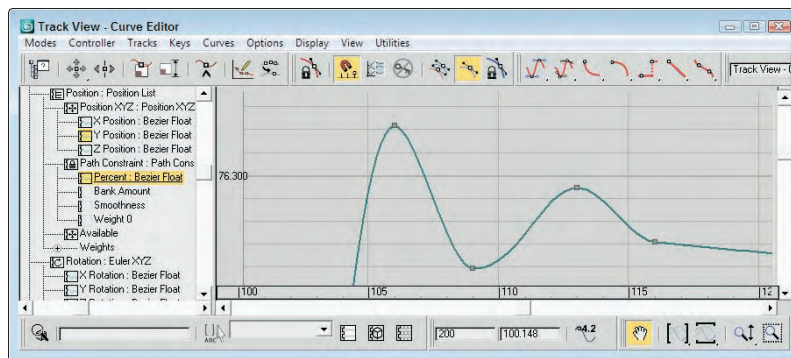 Track View - Curve Editor
Modes Controller Tracks Keys Curves Options Display View Utilities
Track View - C
Position : Position List
Position XYZ : Position XYZ
X Position : Bezier Float
Y Position : Bezier Float
Z Position : Bezier Float
Path Constraint : Path Cons
Percent : Bezier Float
Bank Amount
Smoothness
Weight 0
Available
Weights
Rotation : Euler XYZ
X Rotation : Bezier Float
Y Rotation : Bezier Float
76.300
100 105 110 115 12
ABC
200 100.148 4.2